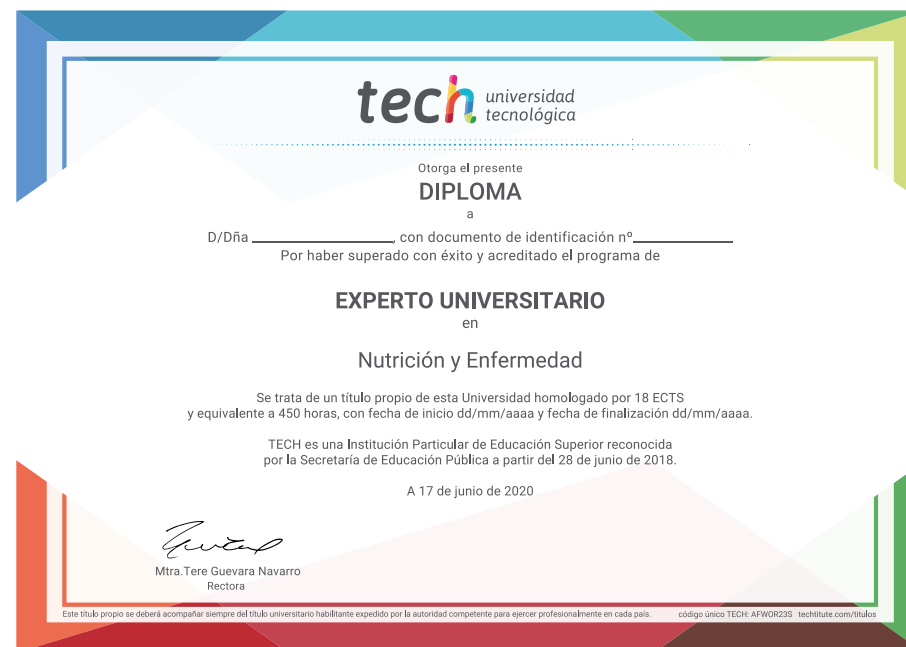 tech universidad
tecnológica
Otorga el presente
DIPLOMA
a
D/Dña ____________________, con documento de identificación nº______________
Por haber superado con éxito y acreditado el programa de
EXPERTO UNIVERSITARIO
en
Nutrición y Enfermedad
Se trata de un título propio de esta Universidad homologado por 18 ECTS
y equivalente a 450 horas, con fecha de inicio dd/mm/aaaa y fecha de finalización dd/mm/aaaa.
TECH es una Institución Particular de Educación Superior reconocida
por la Secretaría de Educación Pública a partir del 28 de junio de 2018.
A 17 de junio de 2020
Mtra.Tere Guevara Navarro
Rectora
Este título propio se deberá acompañar siempre del título universitario habilitante expedido por la autoridad competente para ejercer profesionalmente en cada país. código único TECH: AFWOR23S techtitute.com/titulos